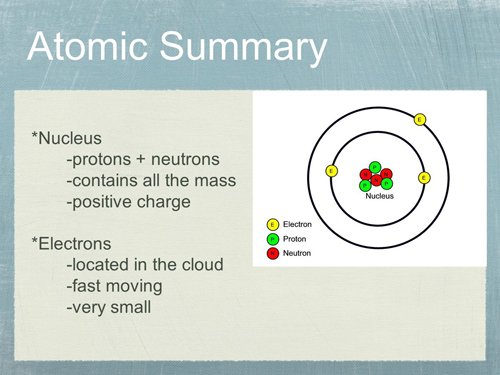 Atomic Summary
*Nucleus
-protons + neutrons
-contains all the mass
-positive charge
*Electrons
-located in the cloud
-fast moving
-very small
E
E
E
P
N
N
P
N
P
Nucleus
E Electron
P Proton
N Neutron